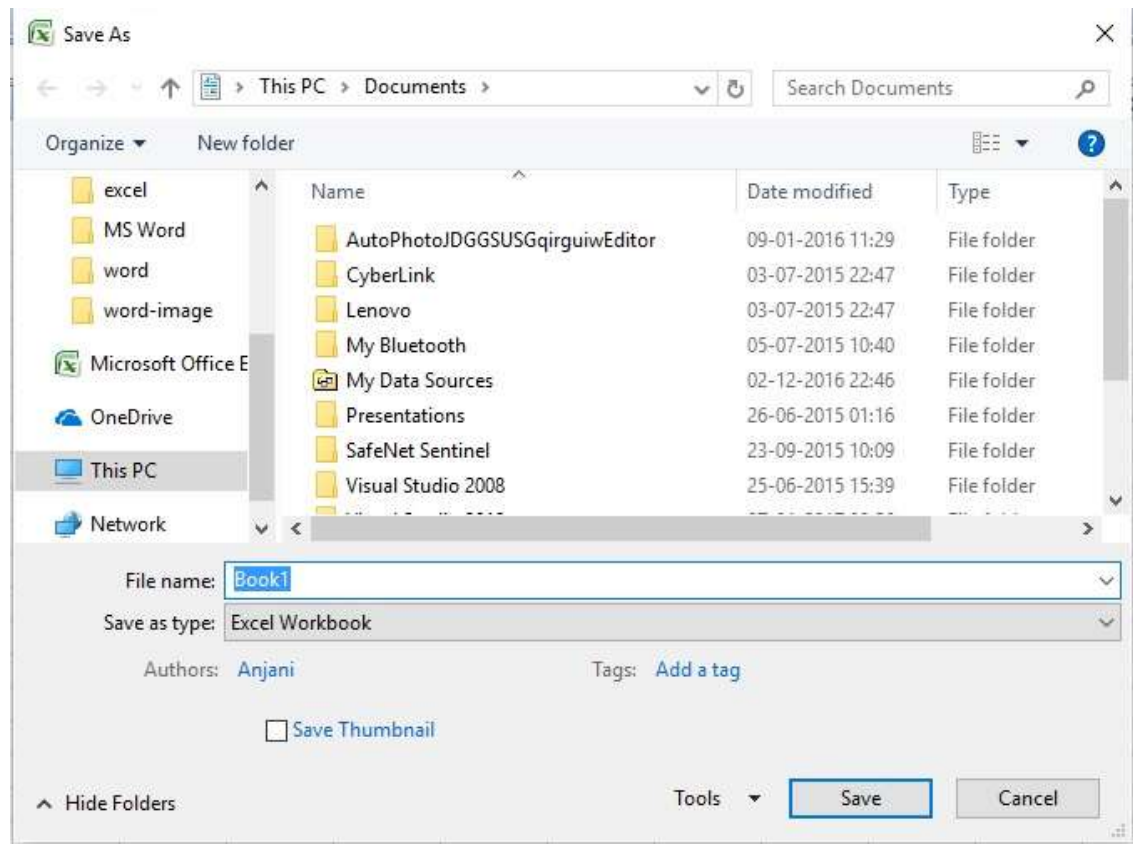 Save As
This PC > Documents >
Search Documents
Organize
New folder
excel
MS Word
word
word-image
Microsoft Office E
OneDrive
This PC
Network
Name Date modified Type
AutoPhotoJDGGSUSGqirguiwEditor 09-01-2016 11:29 File folder
CyberLink 03-07-2015 22:47 File folder
Lenovo 03-07-2015 22:47 File folder
My Bluetooth 05-07-2015 10:40 File folder
My Data Sources 02-12-2016 22:46 File folder
Presentations 26-06-2015 01:16 File folder
SafeNet Sentinel 23-09-2015 10:09 File folder
Visual Studio 2008 25-06-2015 15:39 File folder
File name: Book1
Save as type: Excel Workbook
Authors: Anjani Tags: Add a tag
Save Thumbnail
Hide Folders Tools Save Cancel